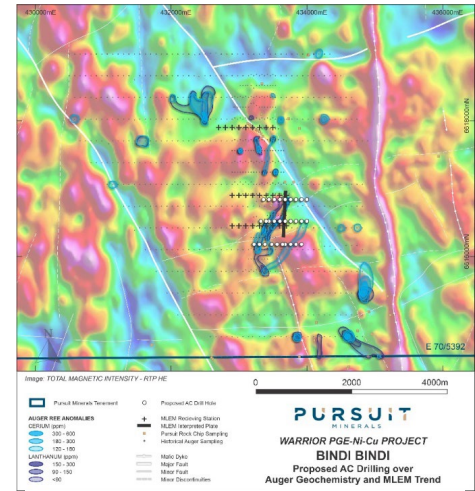 430000mE 432000mE 434000mE 436000mE
6518000mN
6516000mN
N
E 70/5392
Image: TOTAL MAGNETIC INTENSITY - RTP HE
0 2000 4000m
Pursuit Minerals Tenement
Proposed AC Drill Hole
AUGER REE ANOMALIES
CERIUM (ppm)
300 - 600
180 - 300
120 - 180
LANTHANUM (ppm)
150 - 300
90 - 150
<90
MLEM Recieving Station
MLEM Interpreted Plate
Pursuit Rock Chip Sampling
Historical Auger Sampling
Mafic Dyke
Major Fault
Minor Fault
Minor Discontinuities
PURSUIT
MINERALS
WARRIOR PGE-Ni-Cu PROJECT
BINDI BINDI
Proposed AC Drilling over
Auger Geochemistry and MLEM Trend